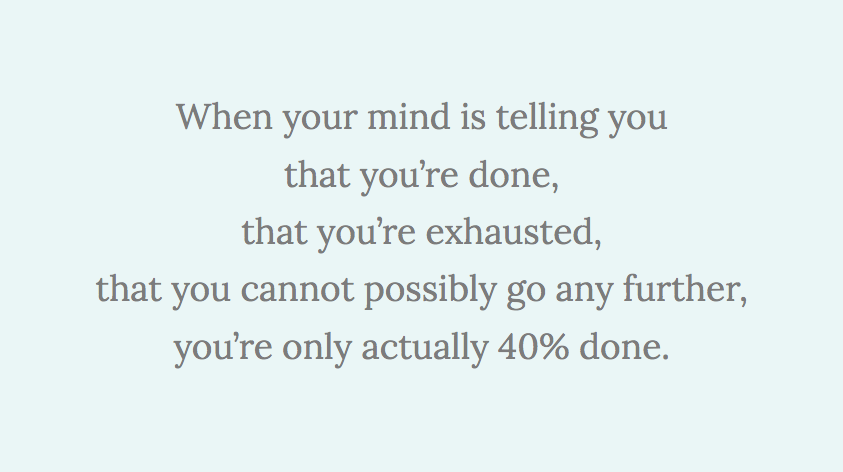 When your mind is telling you
that you’re done,
that you’re exhausted,
that you cannot possibly go any further,
you’re only actually 40% done.